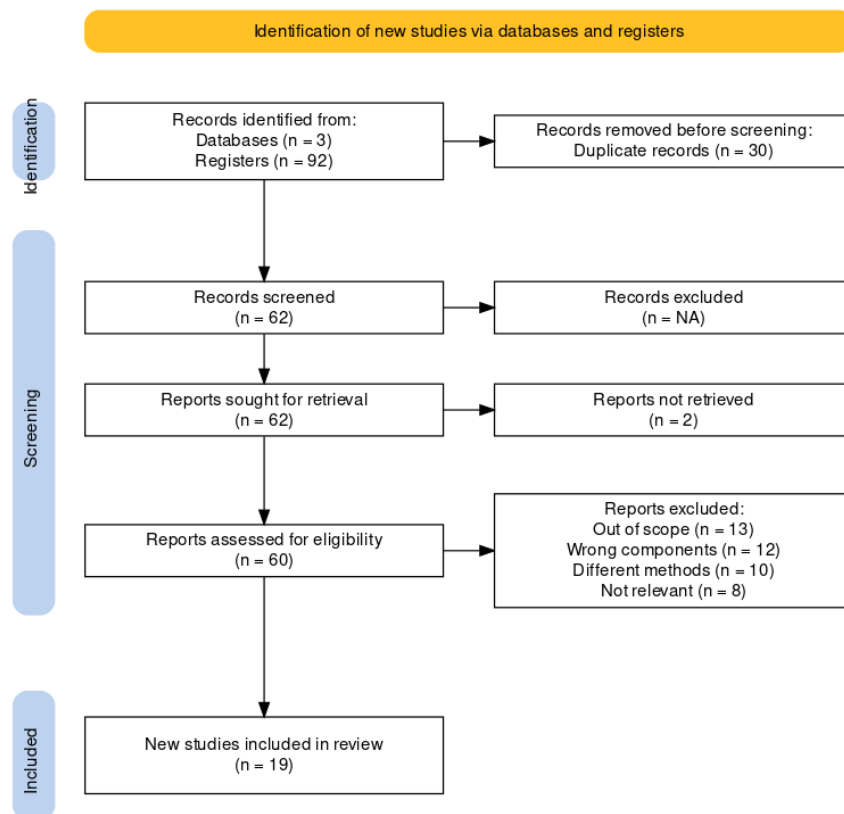 Identification of new studies via databases and registers
Identification
Records identified from:
Databases (n = 3)
Registers (n = 92)
Records removed before screening:
Duplicate records (n = 30)
Screening
Records screened
(n = 62)
Records excluded
(n = NA)
Reports sought for retrieval
(n = 62)
Reports not retrieved
(n = 2)
Reports assessed for eligibility
(n = 60)
Reports excluded:
Out of scope (n = 13)
Wrong components (n = 12)
Different methods (n = 10)
Not relevant (n = 8)
Included
New studies included in review
(n = 19)